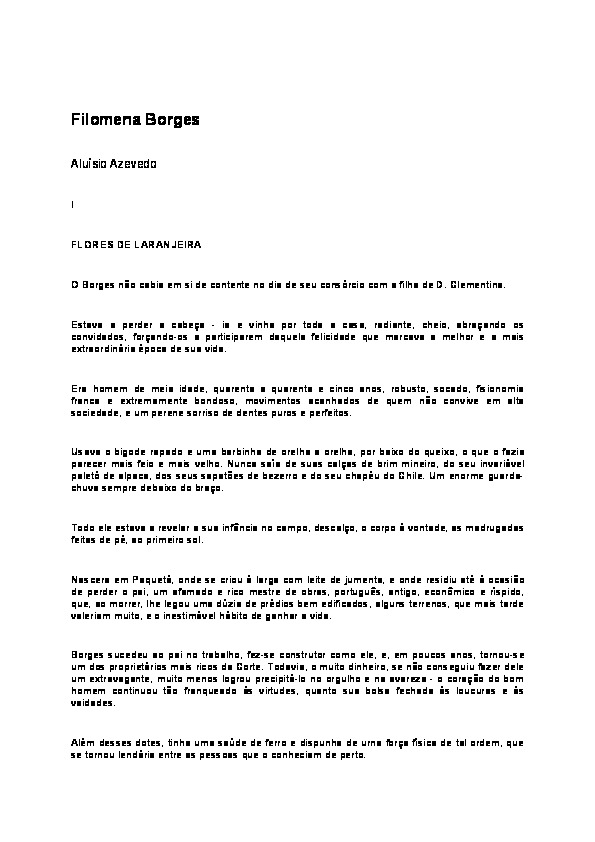 Filomena Borges
Aluísio Azevedo
I
FLORES DE LARANJEIRA
O Borges não cabia em si de contente no dia de seu consórcio com a filha de D. Clementina.
Estava a perder a cabeça - ia e vinha por toda a casa, radiante, cheio, abraçando os
convidados, forçando-os a participarem daquela felicidade que marcava a melhor e a mais
extraordinária época de sua vida.
Era homem de meia idade, quarenta a quarenta e cinco anos, robusto, socado, fisionomia
franca e extremamente bondosa, movimentos acanhados de quem não convive em alta
sociedade, e um perene sorriso de dentes puros e perfeitos.
Usava o bigode rapado e uma barbinha de orelha a orelha, por baixo do queixo, o que o fazia
parecer mais feio e mais velho. Nunca saía de suas calças de brim mineiro, do seu invariável
paletó de alpaca, dos seus sapatões de bezerro e do seu chapéu do Chile. Um enorme guarda-
chuva sempre debaixo do braço.
Todo ele estava a revelar a sua infância no campo, descalço, o corpo à vontade, as madrugadas
feitas de pé, ao primeiro sol.
Nascera em Paquetá, onde se criou à larga com leite de jumenta, e onde residiu até à ocasião
de perder o pai, um afamado e rico mestre de obras, português, antigo, econômico e ríspido,
que, ao morrer, lhe legou uma dúzia de prédios bem edificados, alguns terrenos, que mais tarde
valeriam muito, e o inestimável hábito de ganhar a vida.
Borges sucedeu ao pai no trabalho, fez-se construtor como ele, e, em poucos anos, tornou-se
um dos proprietários mais ricos da Corte. Todavia, o muito dinheiro, se não conseguiu fazer dele
um extravagante, muito menos logrou precipitá-lo no orgulho e na avareza - o coração do bom
homem continuou tão franqueado às virtudes, quanto sua bolsa fechada às loucuras e às
vaidades.
Além desses dotes, tinha uma saúde de ferro e dispunha de uma força física de tal ordem, que
se tornou lendária entre as pessoas que o conheciam de perto.